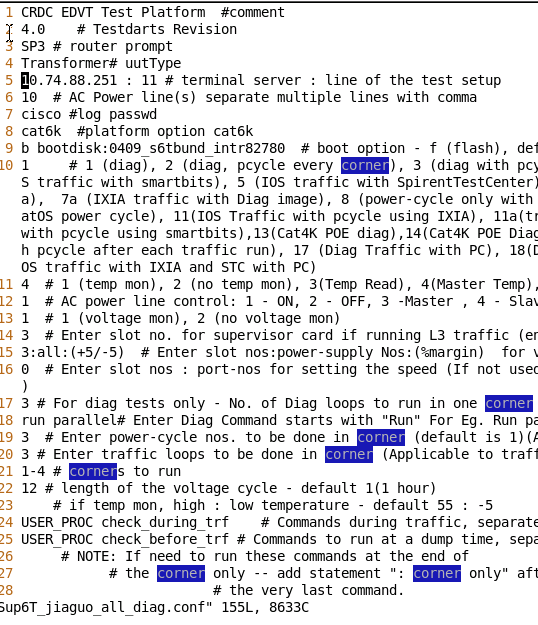 1 CRDC EDVT Test Platform  #comment
2 4.0    # Testdarts Revision
3 SP3 # router prompt
4 Transformer# uutType
5 10.74.88.251 : 11 # terminal server : line of the test setup
6 10  # AC Power line(s) separate multiple lines with comma
7 cisco #log passwd
8 cat6k  #platform option cat6k
9 b bootdisk:0409_s6tbund_intr82780  # boot option - f (flash), def
10 1     # 1 (diag), 2 (diag, pcycle every corner), 3 (diag with pcy
S traffic with smartbits), 5 (IOS traffic with SpirentTestCenter)
a),  7a (IXIA traffic with Diag image), 8 (power-cycle only with
atOS power cycle), 11(IOS Traffic with pcycle using IXIA), 11a(tr
with pcycle using smartbits),13(Cat4K POE diag),14(Cat4K POE Diag
h pcycle after each traffic run), 17 (Diag Traffic with PC), 18(D
OS traffic with IXIA and STC with PC)
11 4  # 1 (temp mon), 2 (no temp mon), 3(Temp Read), 4(Master Temp),
12 1  # AC power line control: 1 - ON, 2 - OFF, 3 -Master , 4 - Slav
13 1  # 1 (voltage mon), 2 (no voltage mon)
14 3  # Enter slot no. for supervisor card if running L3 traffic (en
15 3:all:(+5/-5)  # Enter slot nos:power-supply Nos:(%margin)  for v
16 0  # Enter slot nos : port-nos for setting the speed (If not used
)
17 3 # For diag tests only - No. of Diag loops to run in one corner
18 run parallel# Enter Diag Command starts with "Run" For Eg. Run pa
19 3  # Enter power-cycle nos. to be done in corner (default is 1)(A
20 3 # Enter traffic loops to be done in corner (Applicable to traff
21 1-4 # corners to run
22 12 # length of the voltage cycle - default 1(1 hour)
23     # if temp mon, high : low temperature - default 55 : -5
24 USER_PROC check_during_trf    # Commands during traffic, separate
25 USER_PROC check_before_trf # Commands to run at a dump time, sepa
26     # NOTE: If need to run these commands at the end of
27           # the corner only -- add statement ": corner only" aft
28                        # the very last command.
Sup6T_jiaguo_all_diag.conf" 155L, 8633C